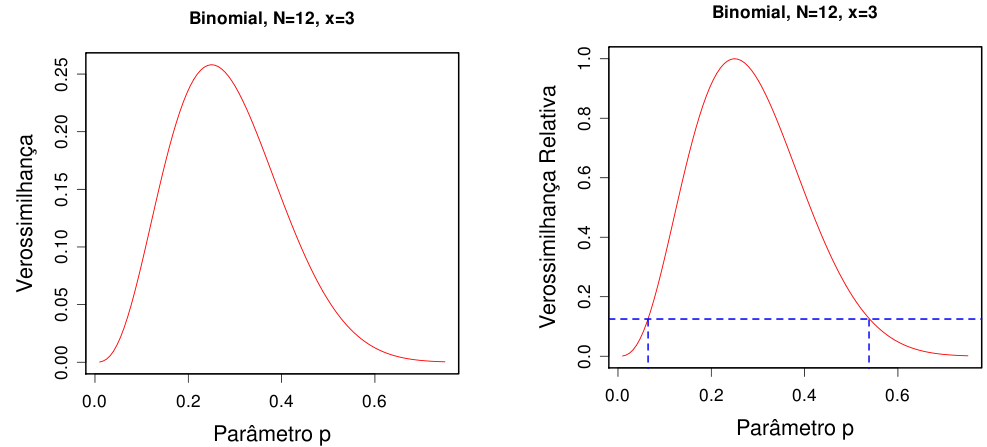 Binomial, N=12, x=3
Verossimilhança
0.25
0.20
0.15
0.10
0.05
0.00
0.0 0.2 0.4 0.6
Parâmetro p
Binomial, N=12, x=3
Verossimilhança Relativa
1.0
0.8
0.6
0.4
0.2
0.0
0.0 0.2 0.4 0.6
Parâmetro p